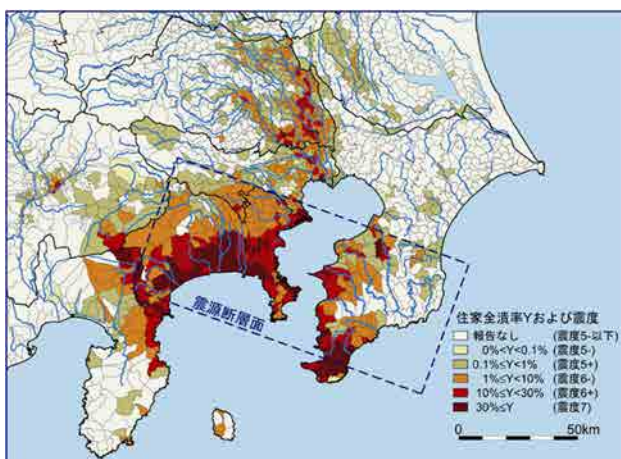 震源断層面
住家全潰率Yおよび震度
報告なし (震度5-以下)
0%<Y<0.1% (震度5-)
0.1%≤Y<1% (震度5+)
1%≤Y<10% (震度6-)
10%≤Y<30% (震度6+)
30%≤Y (震度7)
0 50km